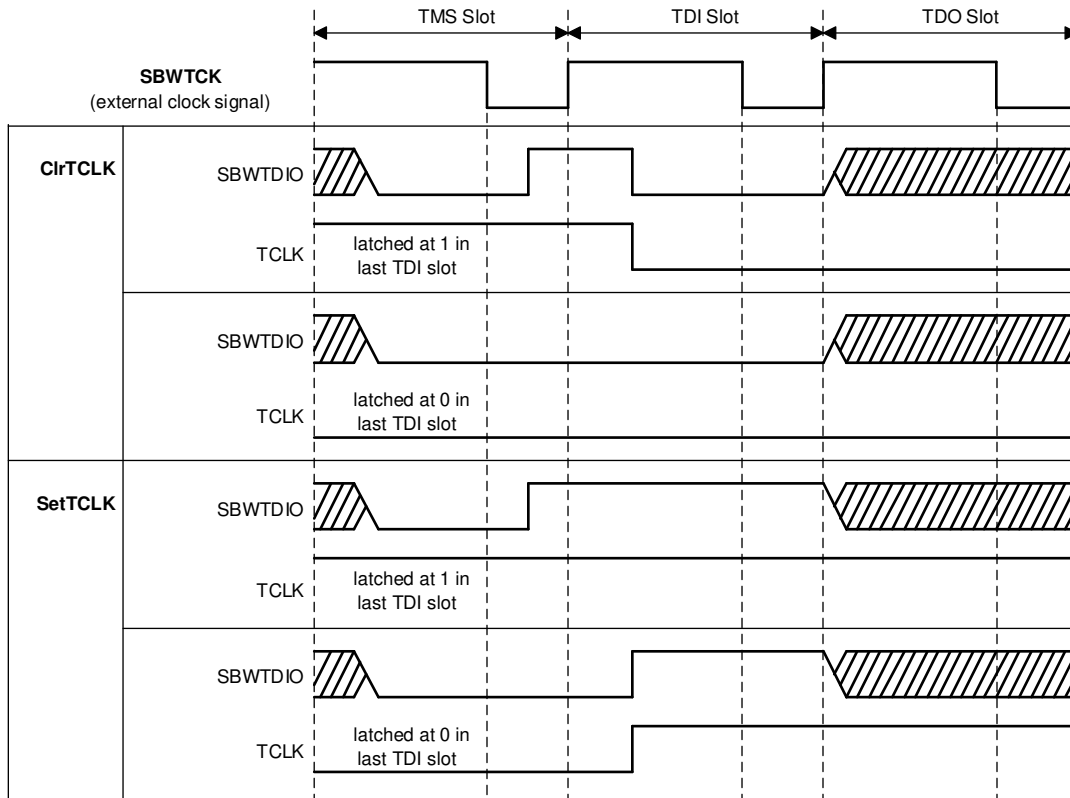 TMS Slot TDI Slot TDO Slot
SBWTCK
(external clock signal)
ClrTCLK
SBWTDIO
TCLK
latched at 1 in
last TDI slot
SBWTDIO
TCLK
latched at 0 in
last TDI slot
SetTCLK
SBWTDIO
TCLK
latched at 1 in
last TDI slot
SBWTDIO
TCLK
latched at 0 in
last TDI slot